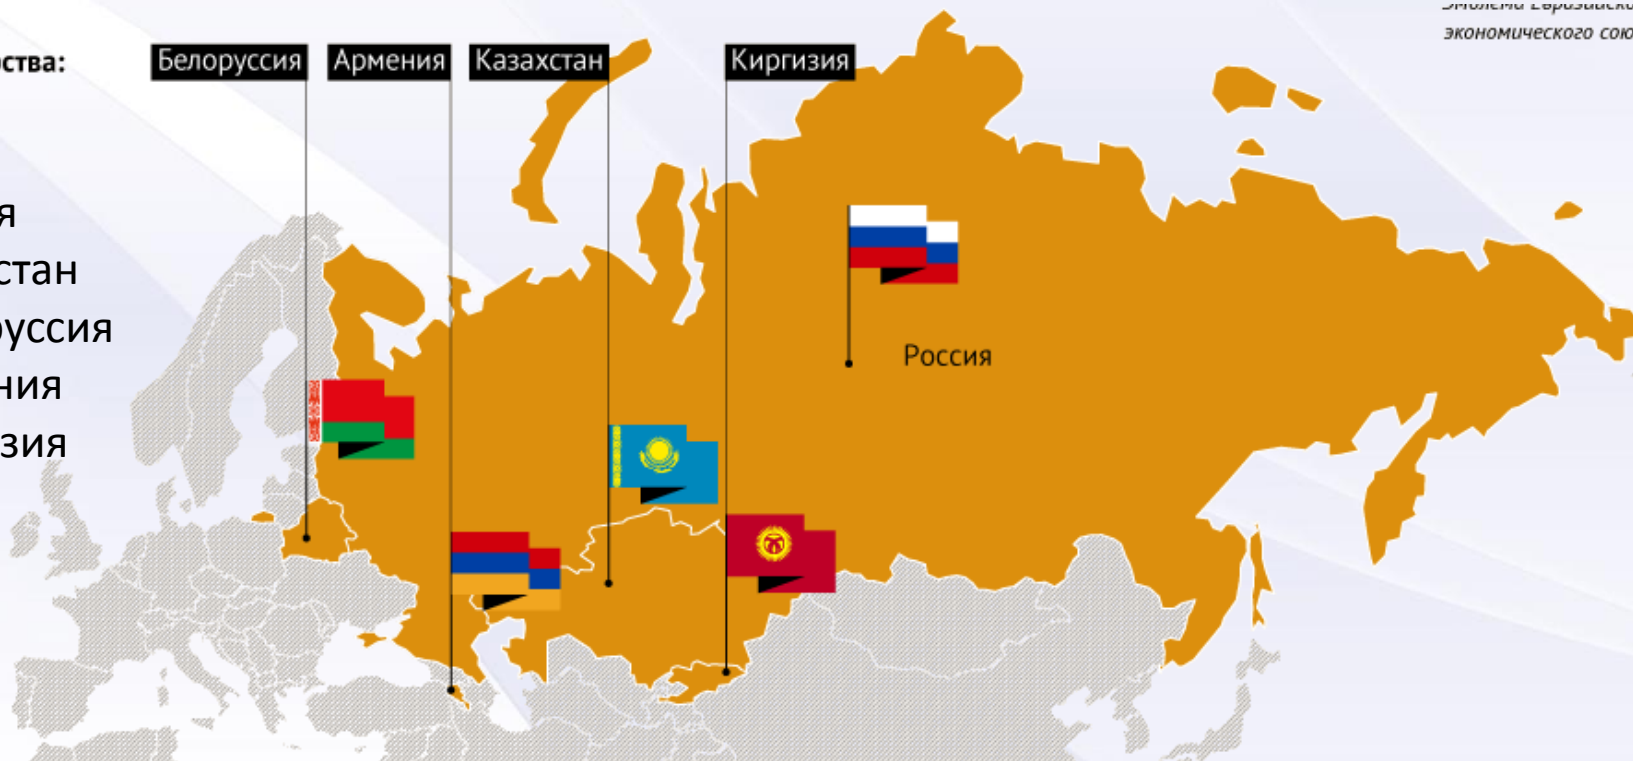 экономического сою
ства:
Белоруссия
Армения
Казахстан
Киргизия
я
стан
руссия
ния
зия
Россия